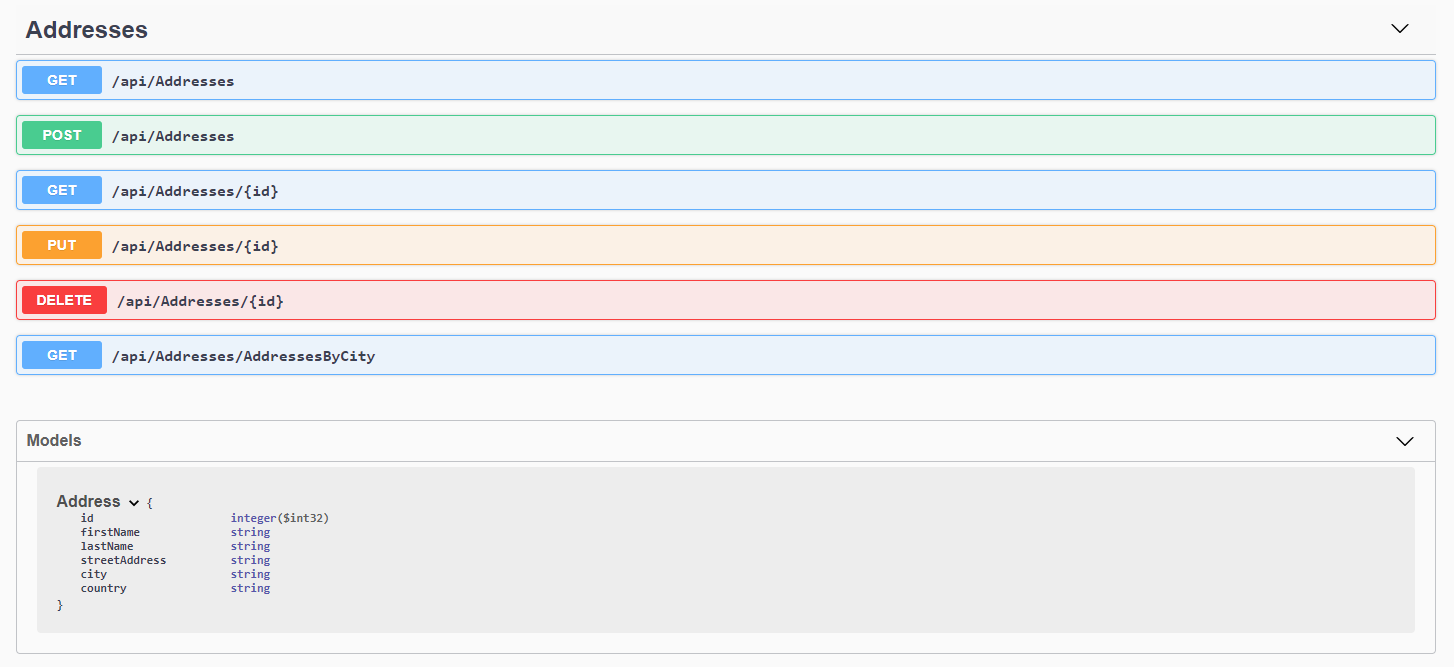 Addresses
GET /api/Addresses
POST /api/Addresses
GET /api/Addresses/{id}
PUT /api/Addresses/{id}
DELETE /api/Addresses/{id}
GET /api/Addresses/AddressesByCity
Models
Address {
id integer($int32)
firstName string
lastName string
streetAddress string
city string
country string
}